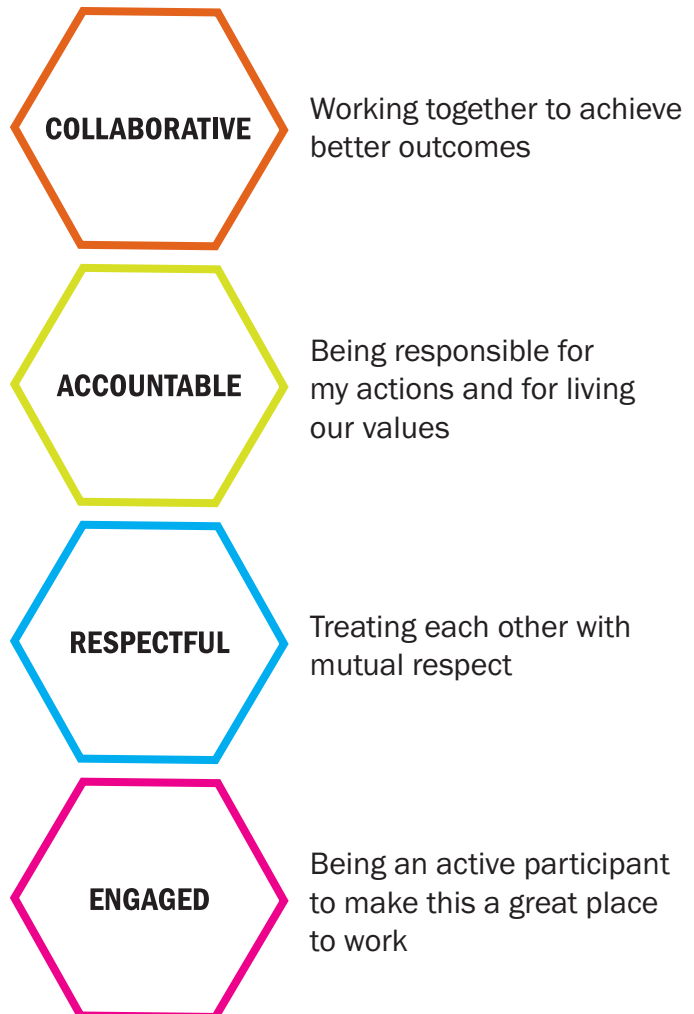 COLLABORATIVE
Working together to achieve
better outcomes
ACCOUNTABLE
Being responsible for
my actions and for living
our values
RESPECTFUL
Treating each other with
mutual respect
ENGAGED
Being an active participant
to make this a great place
to work